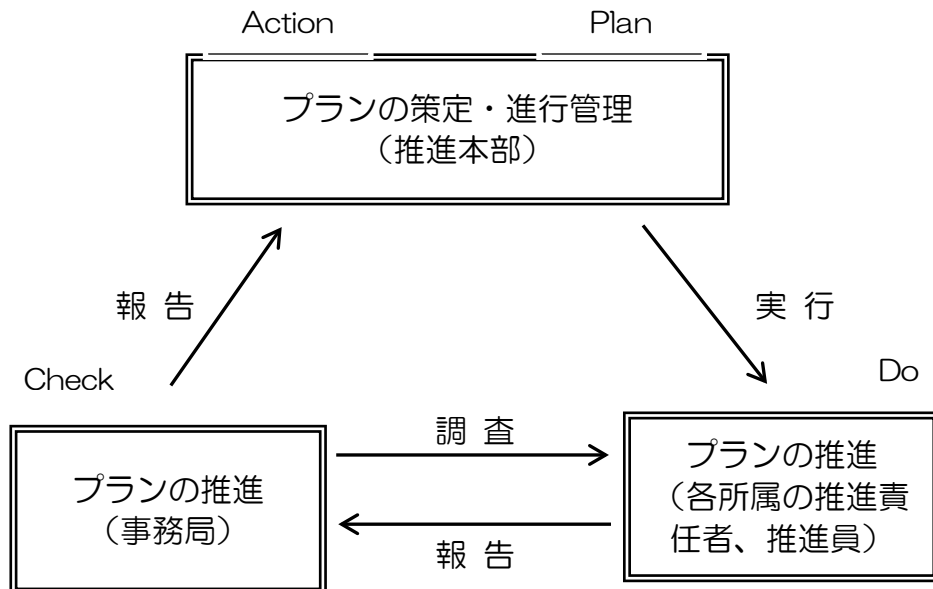 Action
Plan
プランの策定・進行管理
（推進本部）
報 告
実 行
Check
Do
調 査
プランの推進
（事務局）
プランの推進
（各所属の推進責
任者、推進員）
報 告